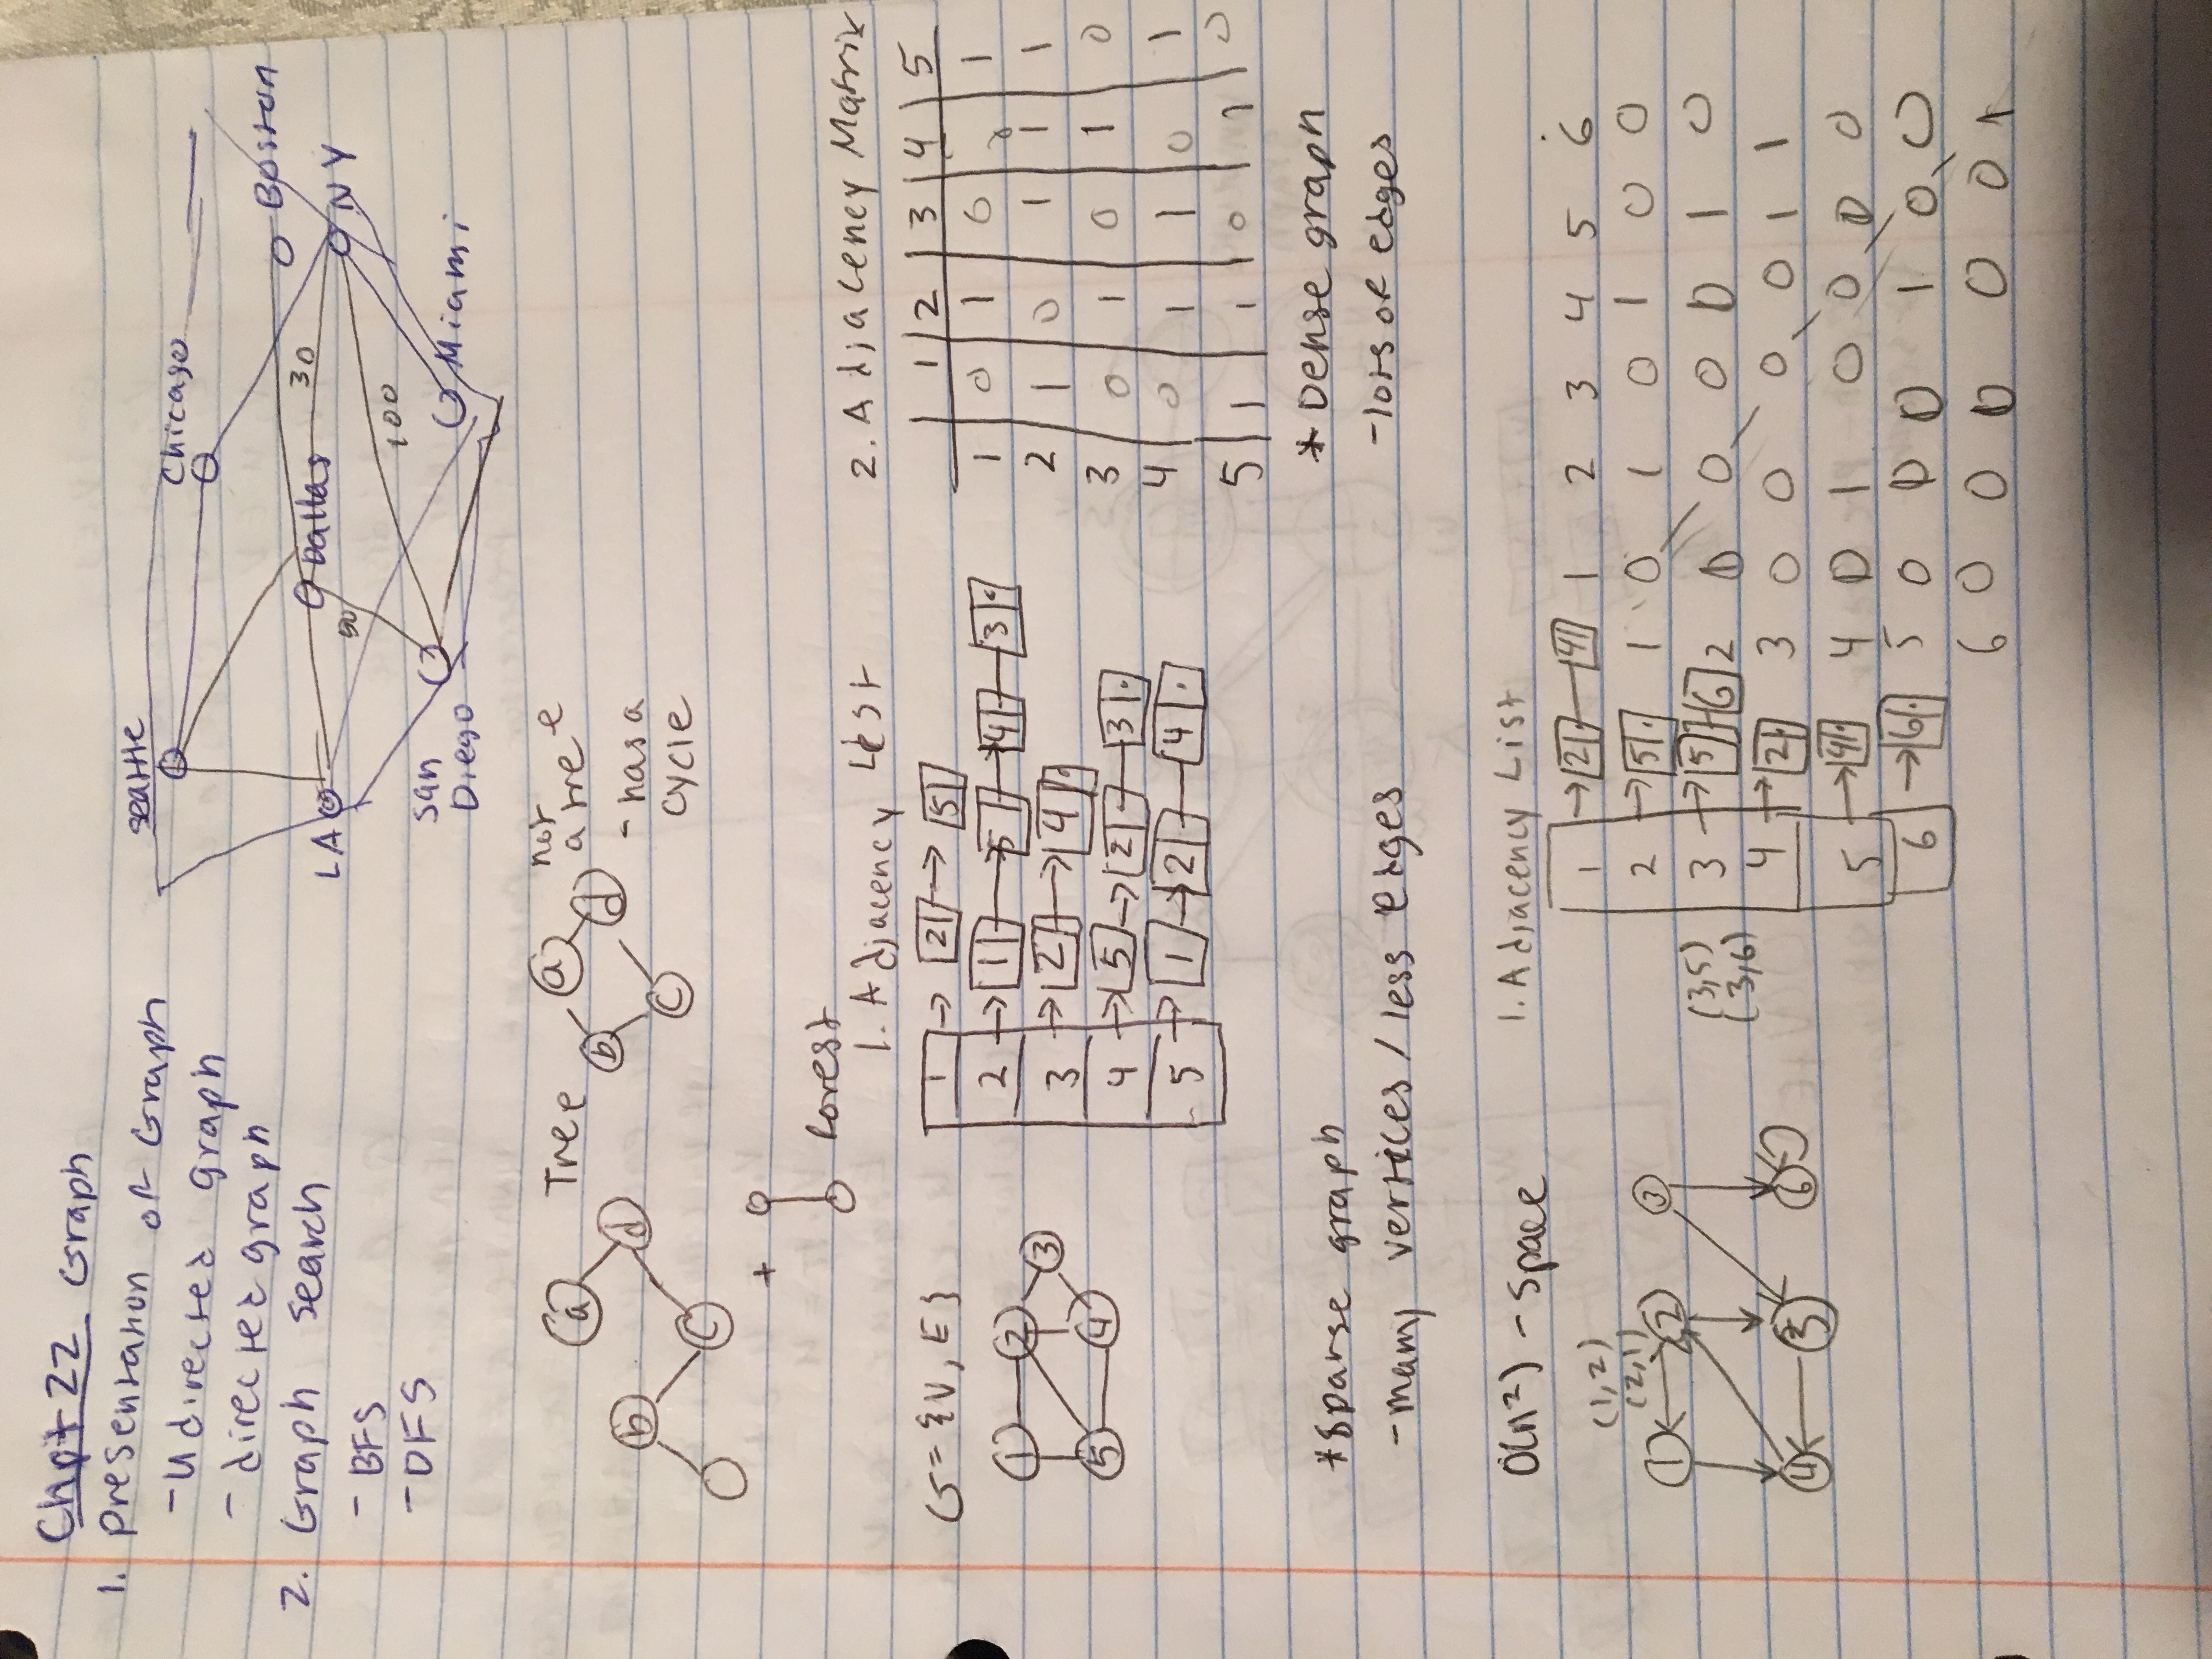 Chpt 22 Graph
1. Presentation of Graph
- Udirected graph
- directed graph
2. Graph search
- BFS
- DFS
seattle
Chicago
Boston
LA
Dallas
30
NY
50
100
San
Diego
Miami
a Tree
b d
c
a not
a tree e
b d
- has a
c cycle
+
forest
1. Adjacency List
2. Adjacency Matrix
G = {V, E}
1 2 3
5 4
1 → 2 → 5
2 → 1 → 5 → 4 — 3
3 → 2 → 4
4 → 5 → 2 — 3
5 → 1 → 2 — 4
1 2 3 4 5
1 0 1 0 0 1
2 1 0 1 1 1
3 0 1 0 1 0
4 0 1 1 0 1
5 1 1 0 1 0
* Sparse graph
- many vertices / less edges
* Dense graph
- lots of edges
O(n²) - Space
1. Adjacency List
(1,2)
(2,1)
1 2 3
4 5 6
(3,5)
(3,6)
1 → 2 — 4
2 → 5
3 → 5 6
4 → 2
5 → 4
6 → 6
1 2 3 4 5 6
1 0 1 0 1 0 0
2 0 0 0 0 1 0
3 0 0 0 0 1 1
4 0 1 0 0 0 0
5 0 0 0 1 0 0
6 0 0 0 0 0 1